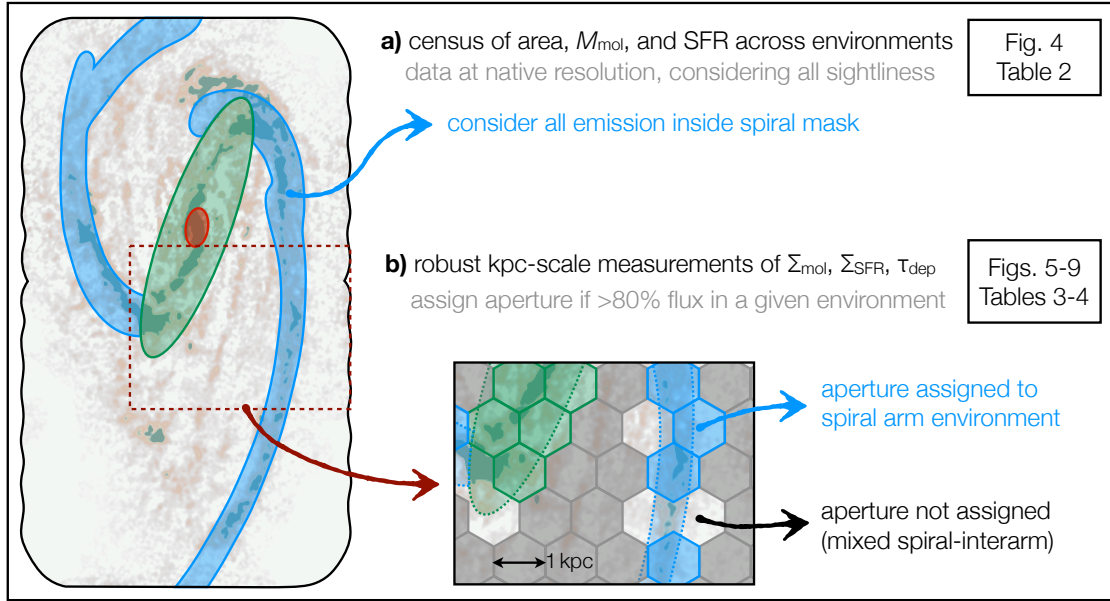 a) census of area, Mmol, and SFR across environments
data at native resolution, considering all sightliness
Fig. 4
Table 2
consider all emission inside spiral mask
b) robust kpc-scale measurements of Σmol, ΣSFR, τdep
assign aperture if >80% flux in a given environment
Figs. 5-9
Tables 3-4
aperture assigned to
spiral arm environment
aperture not assigned
(mixed spiral-interarm)
1 kpc